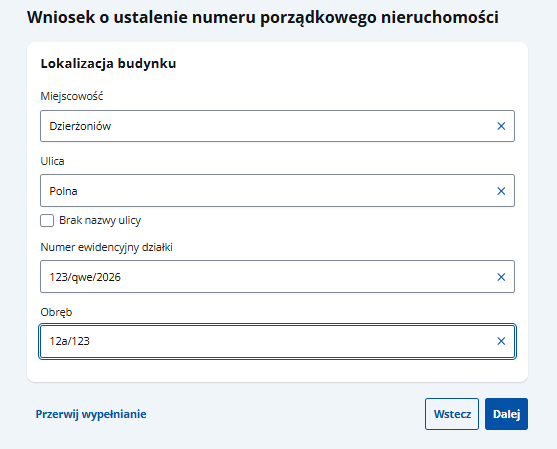 Wniosek o ustalenie numeru porządkowego nieruchomości
Lokalizacja budynku
Miejscowość
Dzierżoniów
Ulica
Polna
Brak nazwy ulicy
Numer ewidencyjny działki
123/qwe/2026
Obręb
12a/123
Przerwij wypełnianie
Wstecz
Dalej